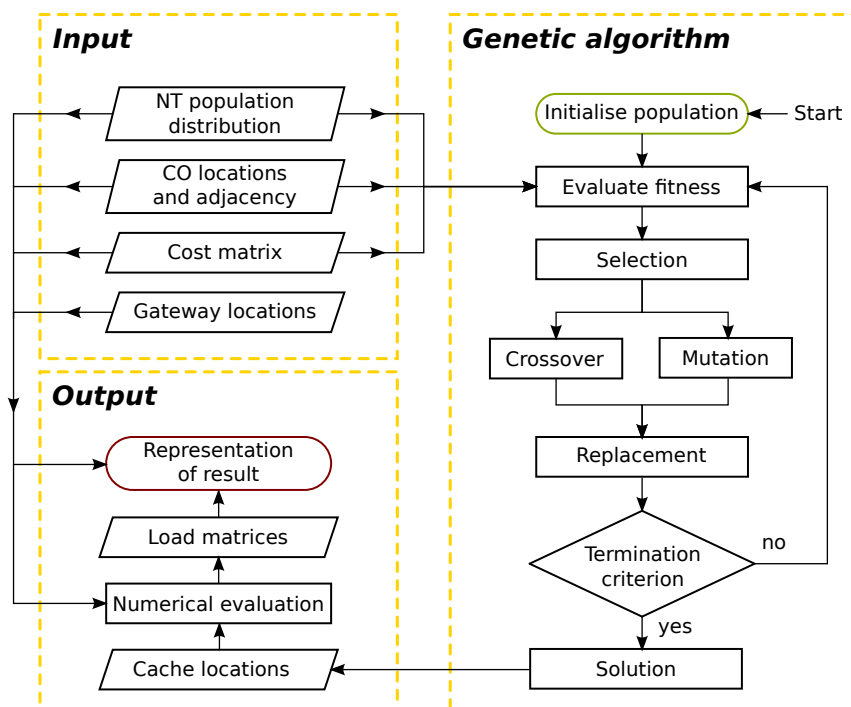 Input
NT population
distribution
CO locations
and adjacency
Cost matrix
Gateway locations
Output
Representation
of result
Load matrices
Numerical evaluation
Cache locations
Genetic algorithm
Initialise population
Start
Evaluate fitness
Selection
Crossover
Mutation
Replacement
Termination
criterion
no
yes
Solution